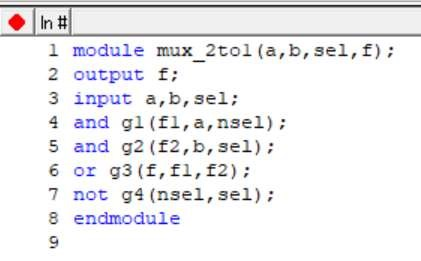 ln #
1 module mux_2to1(a,b,sel,f);
2 output f;
3 input a,b,sel;
4 and g1(f1,a,nsel);
5 and g2(f2,b,sel);
6 or g3(f,f1,f2);
7 not g4(nsel,sel);
8 endmodule
9